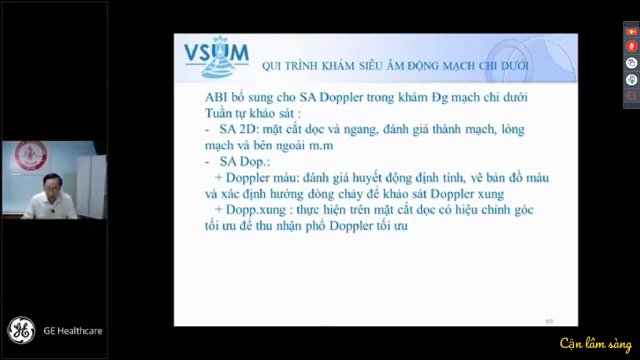 VSUM
QUI TRÌNH KHÁM SIÊU ÂM ĐỘNG MẠCH CHI DƯỚI
ABI bổ sung cho SA Doppler trong khám Đg mạch chi dưới
Tuần tự khảo sát :
- SA 2D: mặt cắt dọc và ngang, đánh giá thành mạch, lòng
mạch và bên ngoài m.m
- SA Dop.:
+ Doppler màu: đánh giá huyết động định tính, vẽ bản đồ màu
và xác định hướng dòng chảy để khảo sát Doppler xung
+ Dopp.xung : thực hiện trên mặt cắt dọc có hiệu chỉnh góc
tối ưu để thu nhận phổ Doppler tối ưu
GE Healthcare
Cận lâm sàng